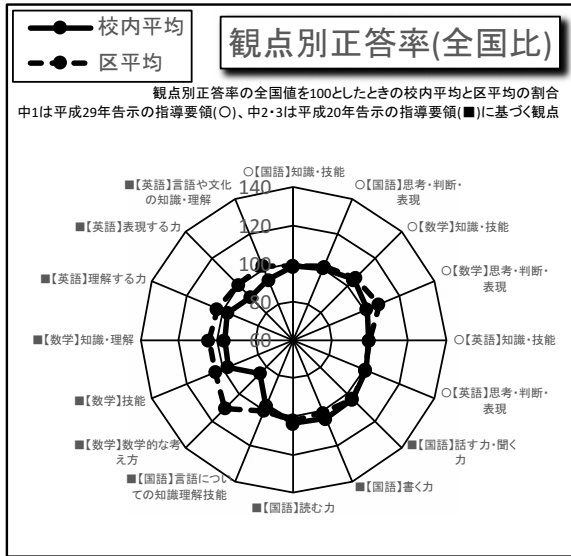 校内平均
区平均
観点別正答率(全国比)
観点別正答率の全国値を100としたときの校内平均と区平均の割合
中1は平成29年告示の指導要領(〇)、中2・3は平成20年告示の指導要領(■)に基づく観点
〇【国語】知識・技能
〇【国語】思考・判断・
表現
〇【数学】知識・技能
〇【数学】思考・判断・
表現
〇【英語】知識・技能
〇【英語】思考・判断・
表現
■【国語】話す力・聞く
力
■【国語】書く力
■【国語】読む力
■【国語】言語につい
ての知識理解技能
■【数学】数学的な考
え方
■【数学】技能
■【数学】知識・理解
■【英語】理解する力
■【英語】表現する力
■【英語】言語や文化
の知識・理解
140
120
100
80
60